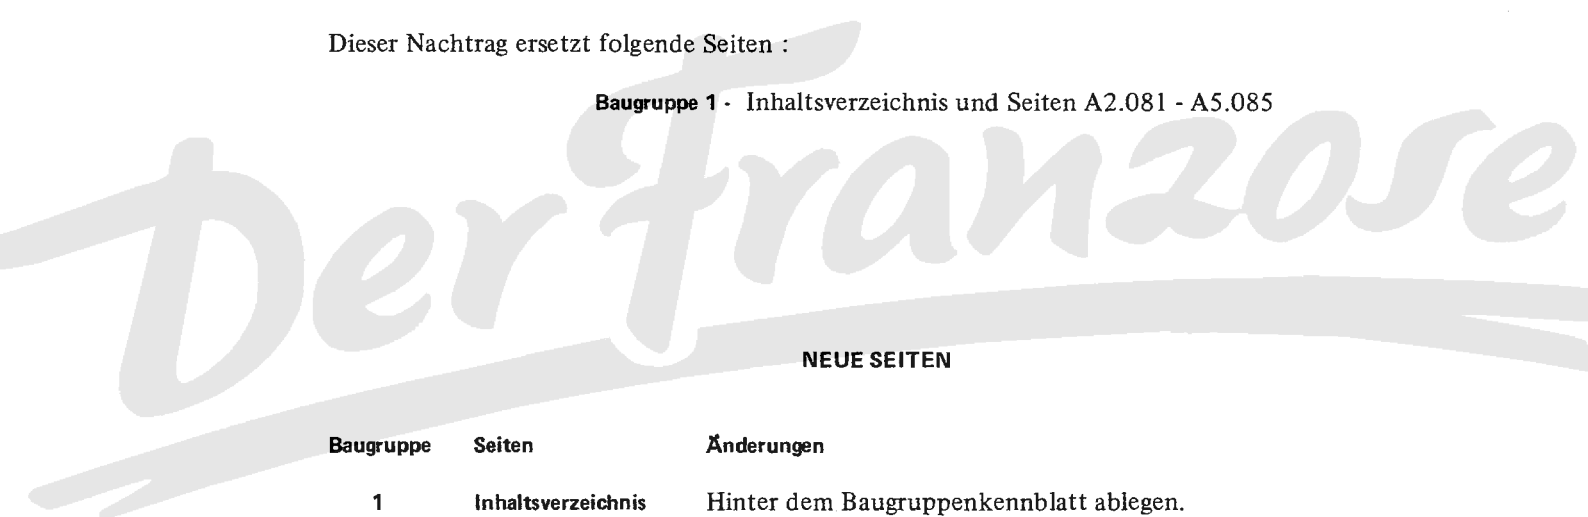 Dieser Nachtrag ersetzt folgende Seiten :
Baugruppe 1 - Inhaltsverzeichnis und Seiten A2.081 - A5.085
Der Franzose
NEUE SEITEN
Baugruppe Seiten Änderungen
1 Inhaltsverzeichnis Hinter dem Baugruppenkennblatt ablegen.